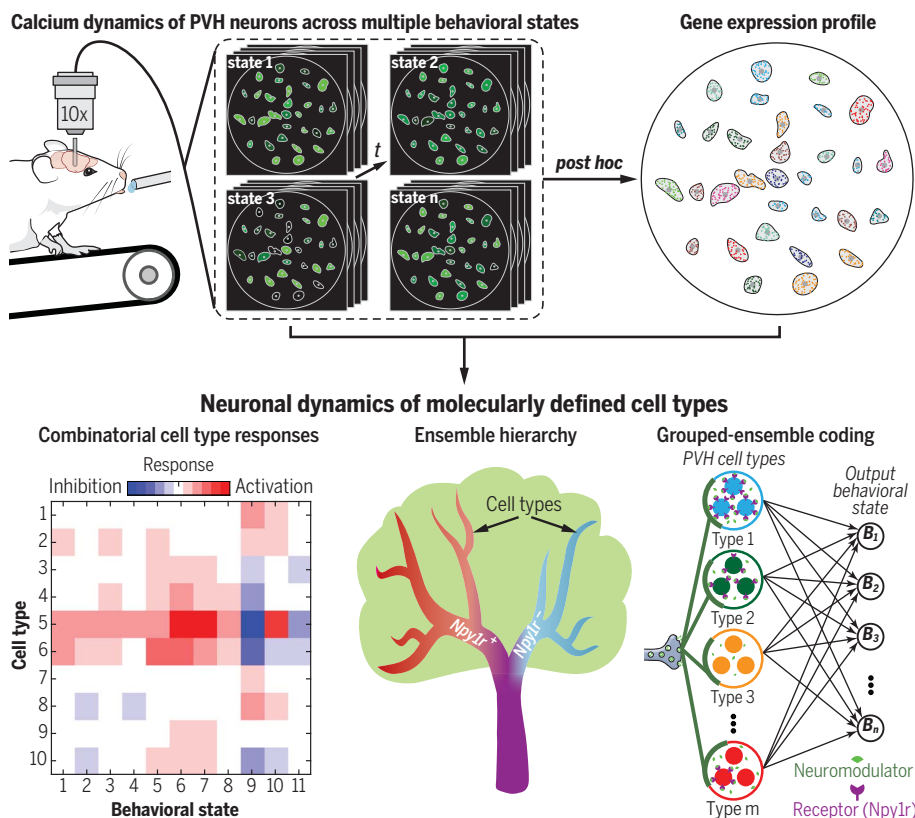 Calcium dynamics of PVH neurons across multiple behavioral states
Gene expression profile
10x
state 1
state 2
t
state 3
state n
post hoc
Neuronal dynamics of molecularly defined cell types
Combinatorial cell type responses
Response
Inhibition
Activation
Cell type
1
2
3
4
5
6
7
8
10
1 2 3 4 5 6 7 8 9 10 11
Behavioral state
Ensemble hierarchy
Cell types
Npy1r +
Npy1r −
Grouped-ensemble coding
PVH cell types
Output
behavioral
state
Type 1
Type 2
Type 3
Type m
B1
B2
B3
Bn
Neuromodulator
Receptor (Npy1r)